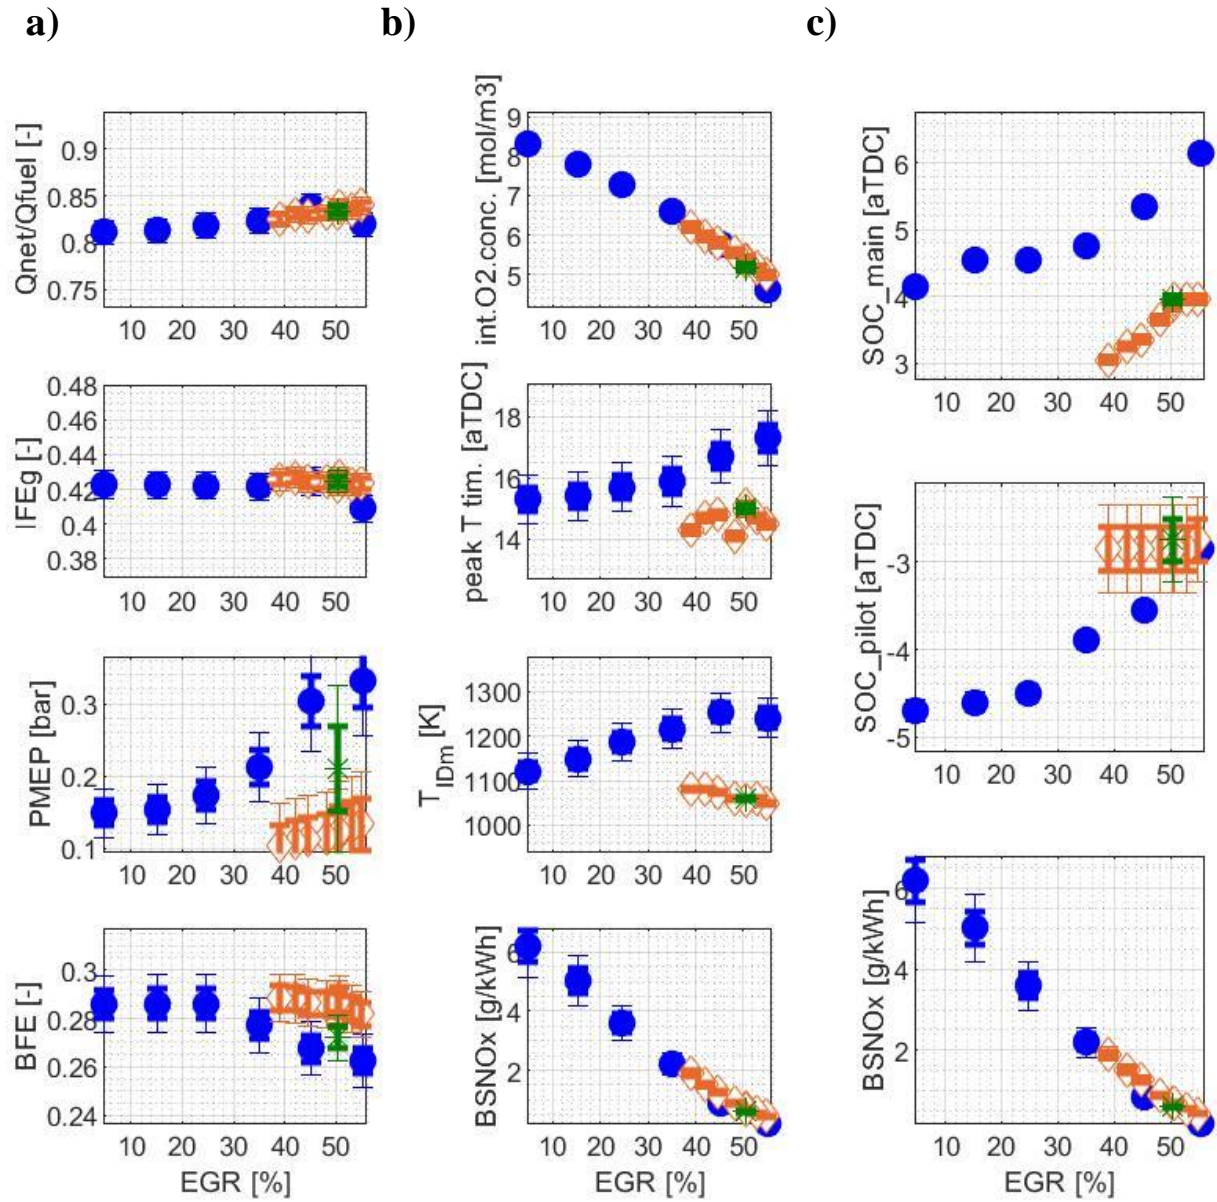 a)
b)
c)
Qnet/Qfuel [-]
0.9
0.85
0.8
0.75
10 20 30 40 50
IFEg [-]
0.48
0.46
0.44
0.42
0.4
0.38
10 20 30 40 50
PMEP [bar]
0.3
0.2
0.1
10 20 30 40 50
BFE [-]
0.3
0.28
0.26
0.24
10 20 30 40 50
EGR [%]
int.O2.conc. [mol/m3]
9
8
7
6
5
10 20 30 40 50
peak T tim. [aTDC]
18
16
14
10 20 30 40 50
TIDm [K]
1300
1200
1100
1000
10 20 30 40 50
BSNOx [g/kWh]
6
4
2
10 20 30 40 50
EGR [%]
SOC_main [aTDC]
6
5
4
3
10 20 30 40 50
SOC_pilot [aTDC]
-3
-4
-5
10 20 30 40 50
BSNOx [g/kWh]
6
4
2
10 20 30 40 50
EGR [%]